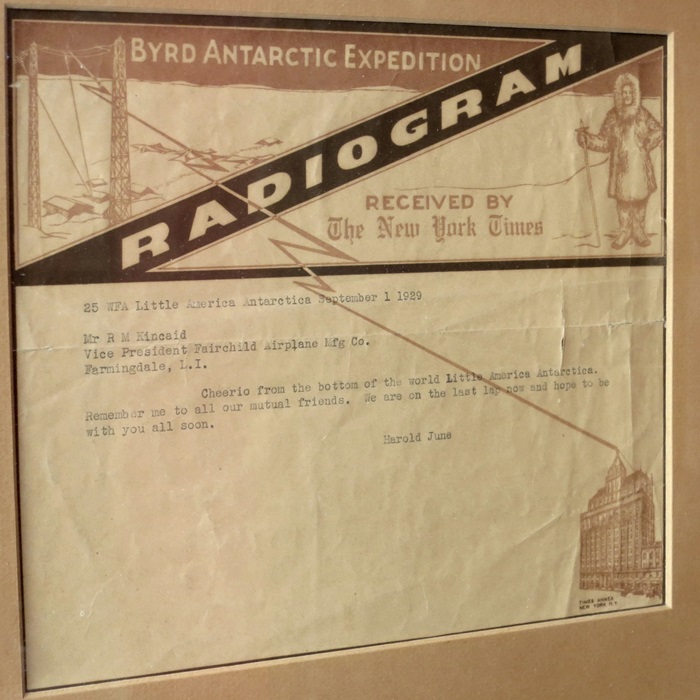 BYRD ANTARCTIC EXPEDITION
RADIOGRAM
RECEIVED BY
The New York Times
25 WFA Little America Antarctica September 1 1929
Mr R M Kincaid
Vice President Fairchild Airplane Mfg Co.
Farmingdale, L.I.
Cheerio from the bottom of the world Little America Antarctica.
Remember me to all our mutual friends. We are on the last lap now and hope to be
with you all soon.
Harold June
TIMES ANNEX
NEW YORK N.Y.